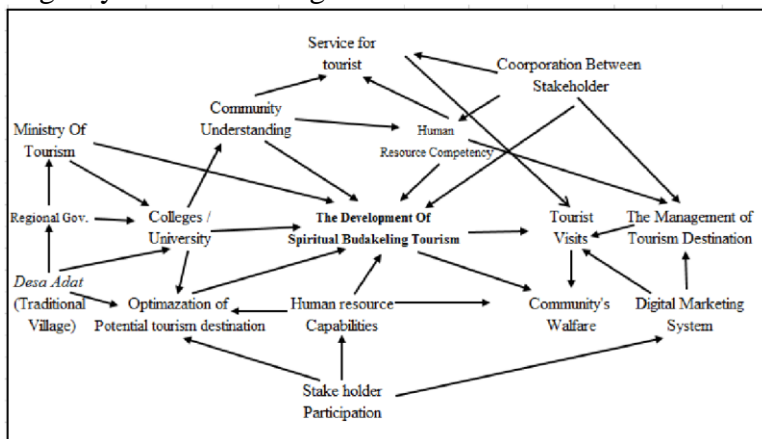 Service for
tourist
Coorporation Between
Stakeholder
Community
Understanding
Human
Resource Competency
Ministry Of
Tourism
Regional Gov.
Colleges /
University
The Development Of
Spiritual Budakeling Tourism
Tourist
Visits
The Management of
Tourism Destination
Desa Adat
(Traditional
Village)
Optimazation of
Potential tourism destination
Human resource
Capabilities
Community's
Walfare
Digital Marketing
System
Stake holder
Participation